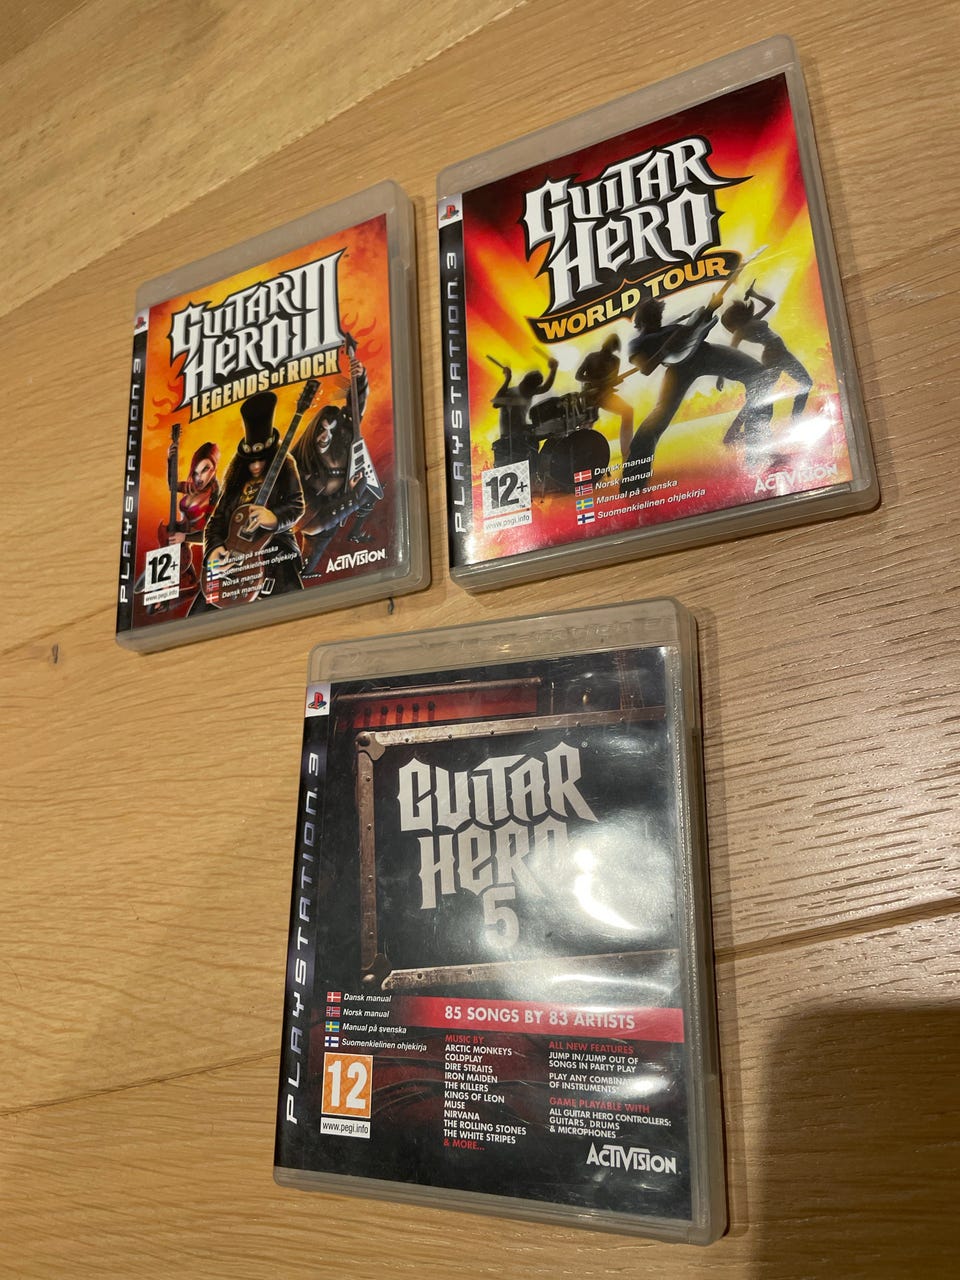 PLAYSTATION 3
GUITAR
HERO III
LEGENDS of ROCK
12+
www.pegi.info
Manual på svenska
Suomenkielinen ohjekirja
Norsk manual
Dansk manual
ACTIVISION
PLAYSTATION 3
GUITAR
HERO
WORLD TOUR
12+
www.pegi.info
Dansk manual
Norsk manual
Manual på svenska
Suomenkielinen ohjekirja
ACTIVISION
PLAYSTATION 3
GUITAR
HERO
5
Dansk manual
Norsk manual
Manual på svenska
Suomenkielinen ohjekirja
12
www.pegi.info
85 SONGS BY 83 ARTISTS
MUSIC BY
ARCTIC MONKEYS
COLDPLAY
DIRE STRAITS
IRON MAIDEN
THE KILLERS
KINGS OF LEON
MUSE
NIRVANA
THE ROLLING STONES
THE WHITE STRIPES
& MORE...
ALL NEW FEATURES
JUMP IN/JUMP OUT OF
SONGS IN PARTY PLAY
PLAY ANY COMBINATION
OF INSTRUMENTS
GAME PLAYABLE WITH
ALL GUITAR HERO CONTROLLERS:
GUITARS, DRUMS
& MICROPHONES
ACTIVISION